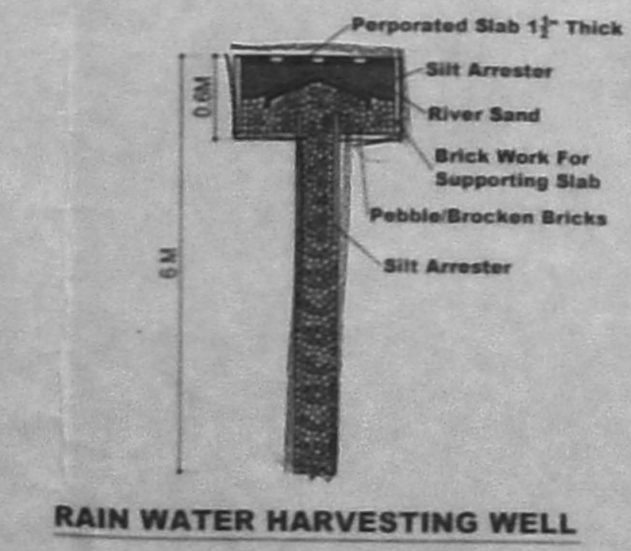 Perporated Slab 1½" Thick
Silt Arrester
0.6M
River Sand
Brick Work For
Supporting Slab
Pebble/Brocken Bricks
6 M
Silt Arrester
RAIN WATER HARVESTING WELL